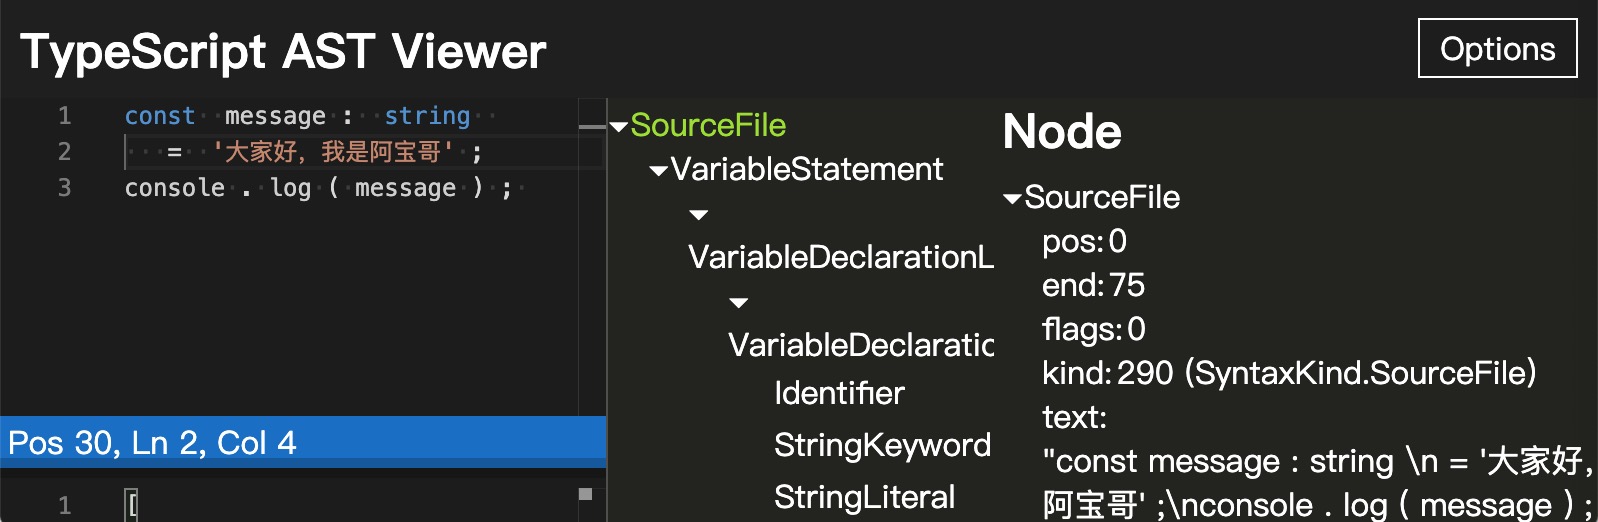 TypeScript AST Viewer
Options
1 const message : string
2 = '大家好，我是阿宝哥' ;
3 console . log ( message ) ;
Pos 30, Ln 2, Col 4
1 [
SourceFile
VariableStatement
VariableDeclarationL
VariableDeclaratic
Identifier
StringKeyword
StringLiteral
Node
SourceFile
pos: 0
end: 75
flags: 0
kind: 290 (SyntaxKind.SourceFile)
text:
"const message : string \n = '大家好，
阿宝哥' ;\nconsole . log ( message ) ;